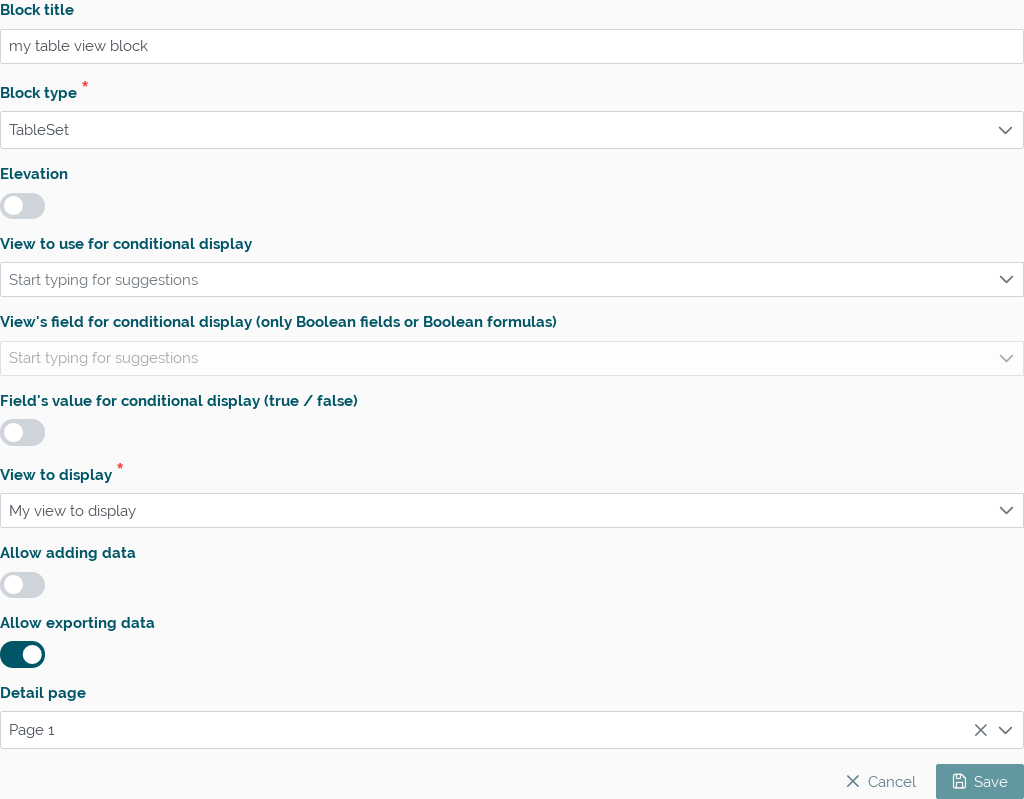 Block title
my table view block
Block type *
TableSet
Elevation
View to use for conditional display
Start typing for suggestions
View's field for conditional display (only Boolean fields or Boolean formulas)
Start typing for suggestions
Field's value for conditional display (true / false)
View to display *
My view to display
Allow adding data
Allow exporting data
Detail page
Page 1
Cancel Save